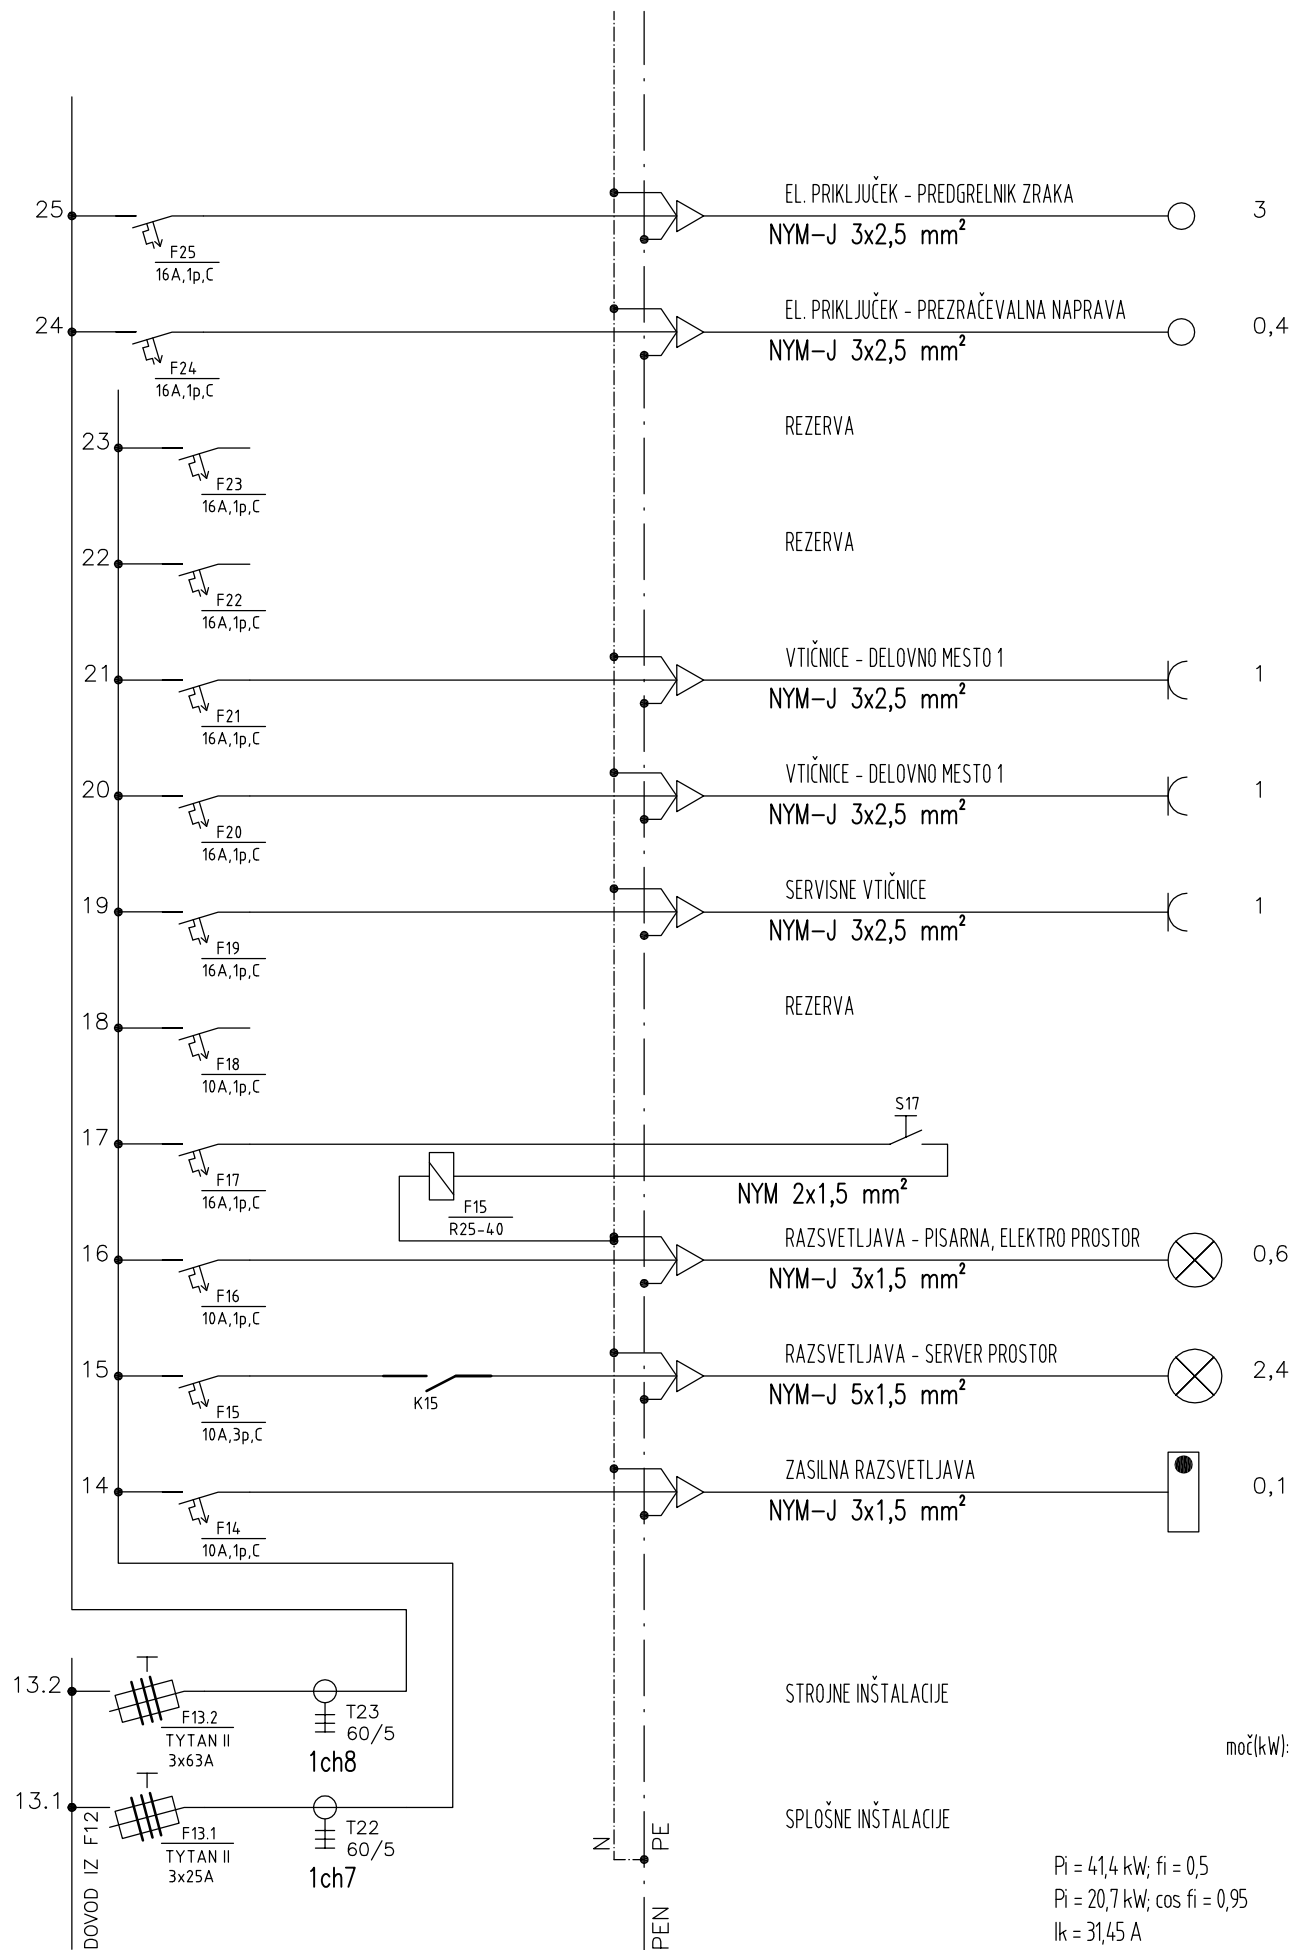 25
F25
16A,1p,C
EL. PRIKLJUČEK - PREDGRELNIK ZRAKA
NYM-J 3x2,5 mm²
3
24
F24
16A,1p,C
EL. PRIKLJUČEK - PREZRAČEVALNA NAPRAVA
NYM-J 3x2,5 mm²
0,4
23
F23
16A,1p,C
REZERVA
22
F22
16A,1p,C
REZERVA
21
F21
16A,1p,C
VTIČNICE - DELOVNO MESTO 1
NYM-J 3x2,5 mm²
1
20
F20
16A,1p,C
VTIČNICE - DELOVNO MESTO 1
NYM-J 3x2,5 mm²
1
19
F19
16A,1p,C
SERVISNE VTIČNICE
NYM-J 3x2,5 mm²
1
18
F18
10A,1p,C
REZERVA
17
F17
16A,1p,C
S17
F15
R25-40
NYM 2x1,5 mm²
16
F16
10A,1p,C
RAZSVETLJAVA - PISARNA, ELEKTRO PROSTOR
NYM-J 3x1,5 mm²
0,6
15
F15
10A,3p,C
K15
RAZSVETLJAVA - SERVER PROSTOR
NYM-J 5x1,5 mm²
2,4
14
F14
10A,1p,C
ZASILNA RAZSVETLJAVA
NYM-J 3x1,5 mm²
0,1
13.2
F13.2
TYTAN II
3x63A
T23
60/5
1ch8
STROJNE INŠTALACIJE
moč(kW):
13.1
F13.1
TYTAN II
3x25A
T22
60/5
1ch7
SPLOŠNE INŠTALACIJE
DOVOD IZ F12
N
PE
PEN
Pi = 41,4 kW; fi = 0,5
Pi = 20,7 kW; cos fi = 0,95
Ik = 31,45 A